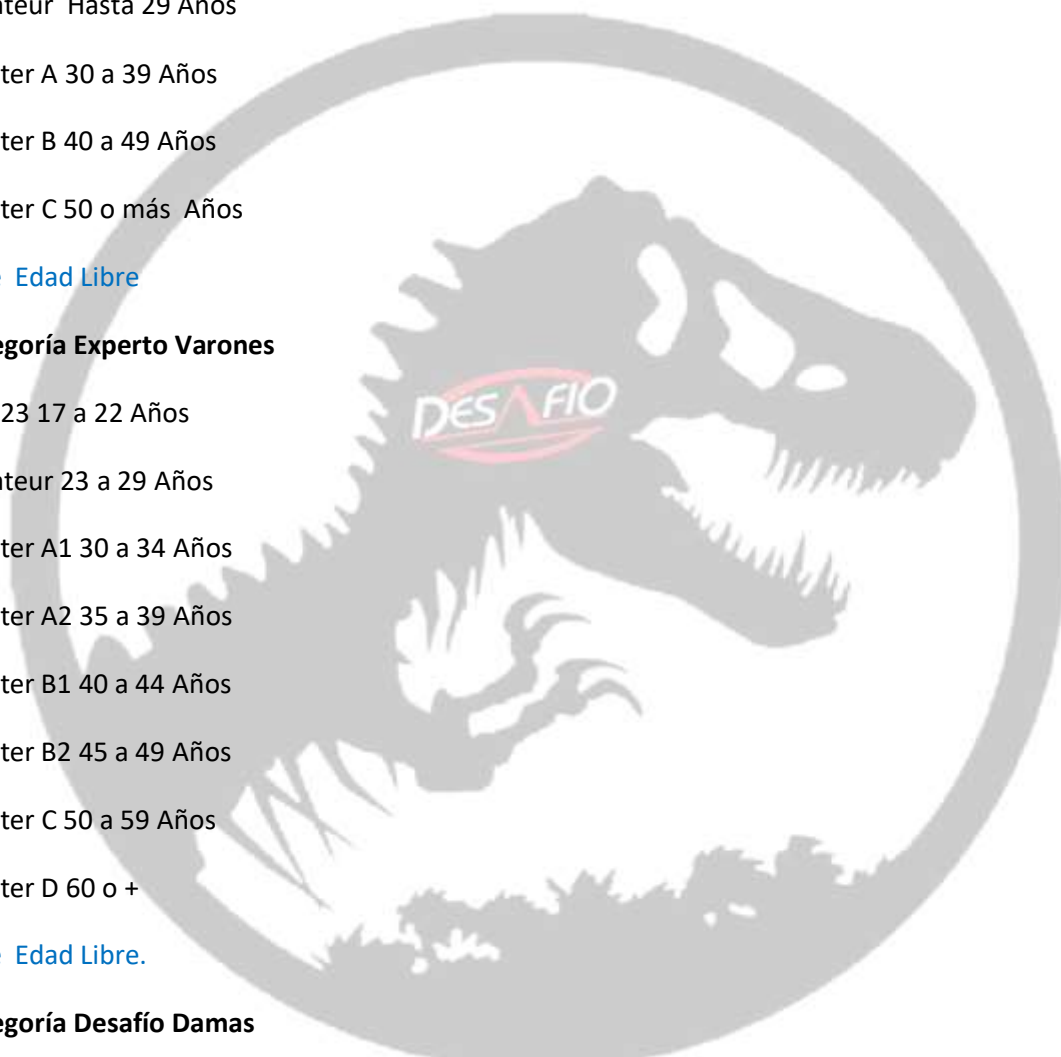 ateur Hasta 29 Años
ter A 30 a 39 Años
ter B 40 a 49 Años
ter C 50 o más Años
Edad Libre
egoría Experto Varones
23 17 a 22 Años
ateur 23 a 29 Años
ter A1 30 a 34 Años
ter A2 35 a 39 Años
ter B1 40 a 44 Años
ter B2 45 a 49 Años
ter C 50 a 59 Años
ter D 60 o +
Edad Libre.
egoría Desafío Damas
DESAFIO